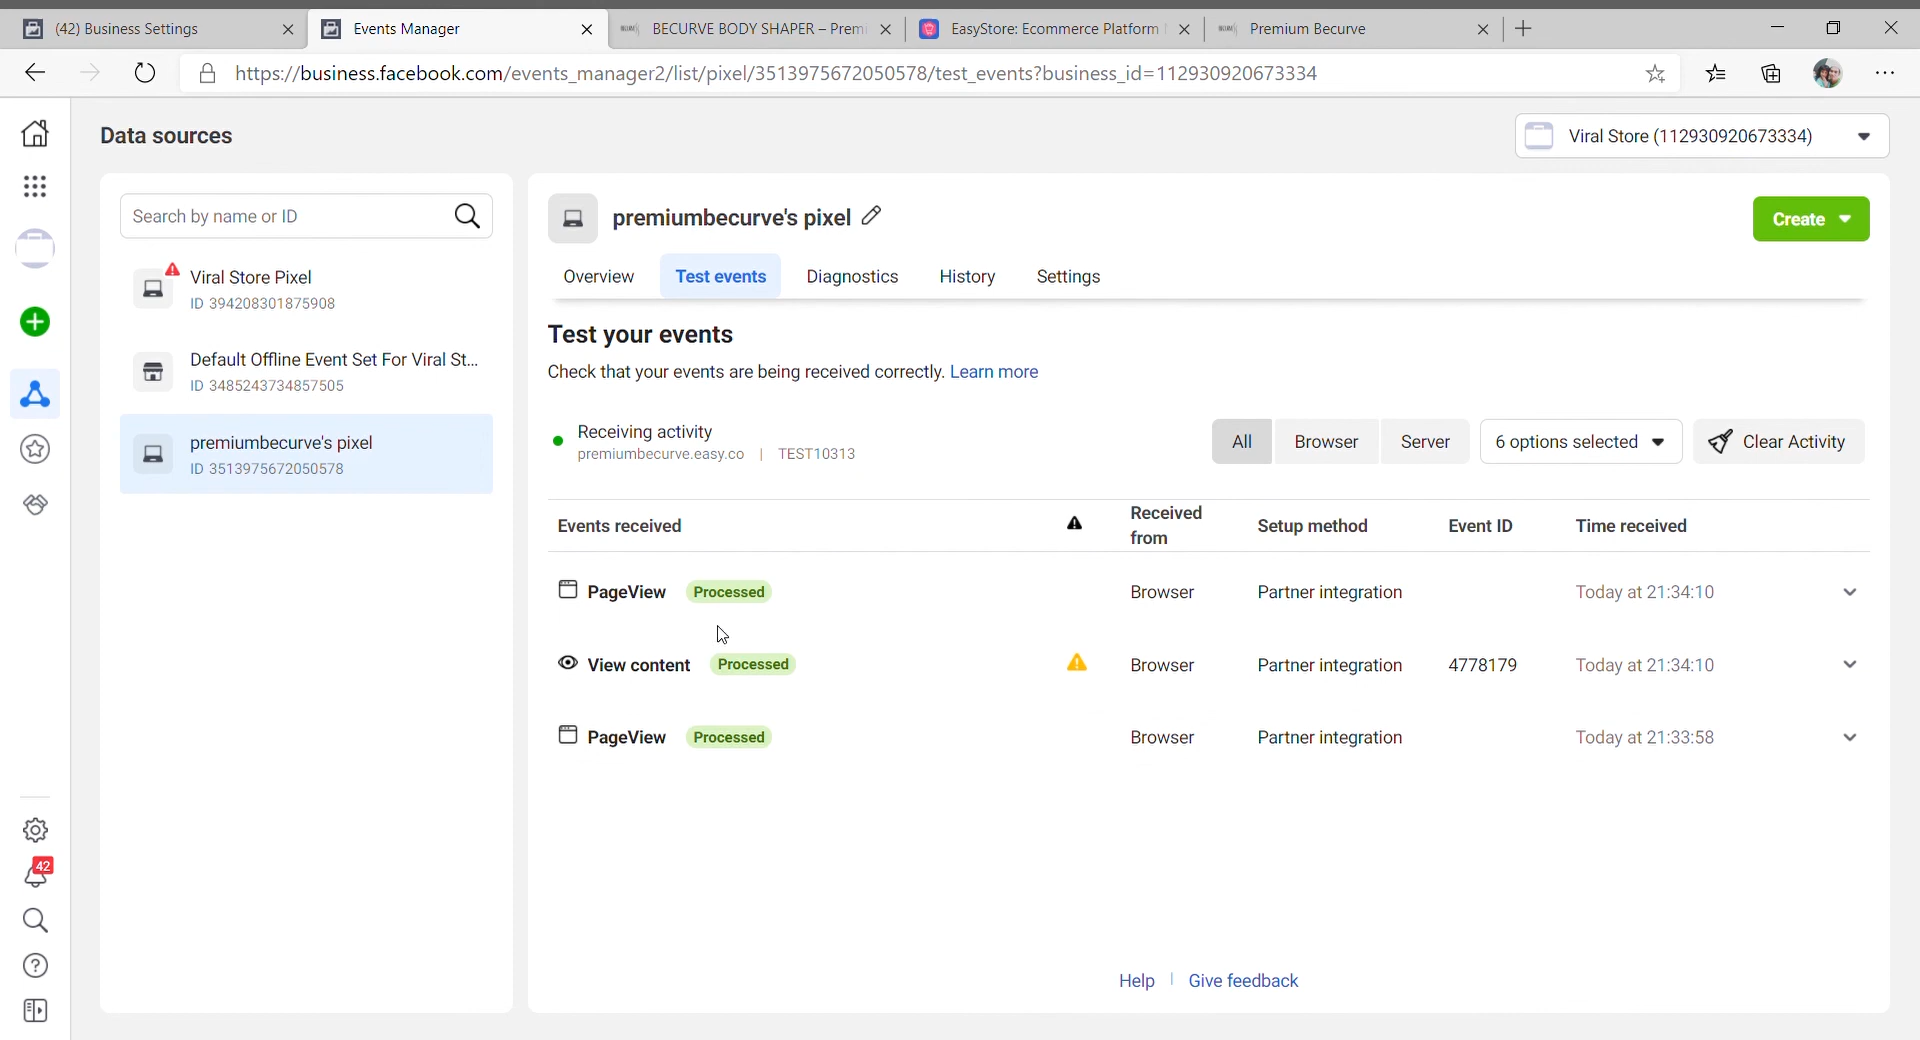 (42) Business Settings
Events Manager
BECURVE BODY SHAPER – Prem
EasyStore: Ecommerce Platform
Premium Becurve
https://business.facebook.com/events_manager2/list/pixel/3513975672050578/test_events?business_id=112930920673334
Data sources
Viral Store (112930920673334)
Search by name or ID
premiumbecurve's pixel
Create
Viral Store Pixel
ID 394208301875908
Overview
Test events
Diagnostics
History
Settings
Test your events
Default Offline Event Set For Viral St...
ID 3485243734857505
Check that your events are being received correctly. Learn more
premiumbecurve's pixel
ID 3513975672050578
Receiving activity
premiumbecurve.easy.co | TEST10313
All
Browser
Server
6 options selected
Clear Activity
Events received
Received
from
Setup method
Event ID
Time received
PageView Processed Browser Partner integration Today at 21:34:10
View content Processed Browser Partner integration 4778179 Today at 21:34:10
PageView Processed Browser Partner integration Today at 21:33:58
42
Help | Give feedback